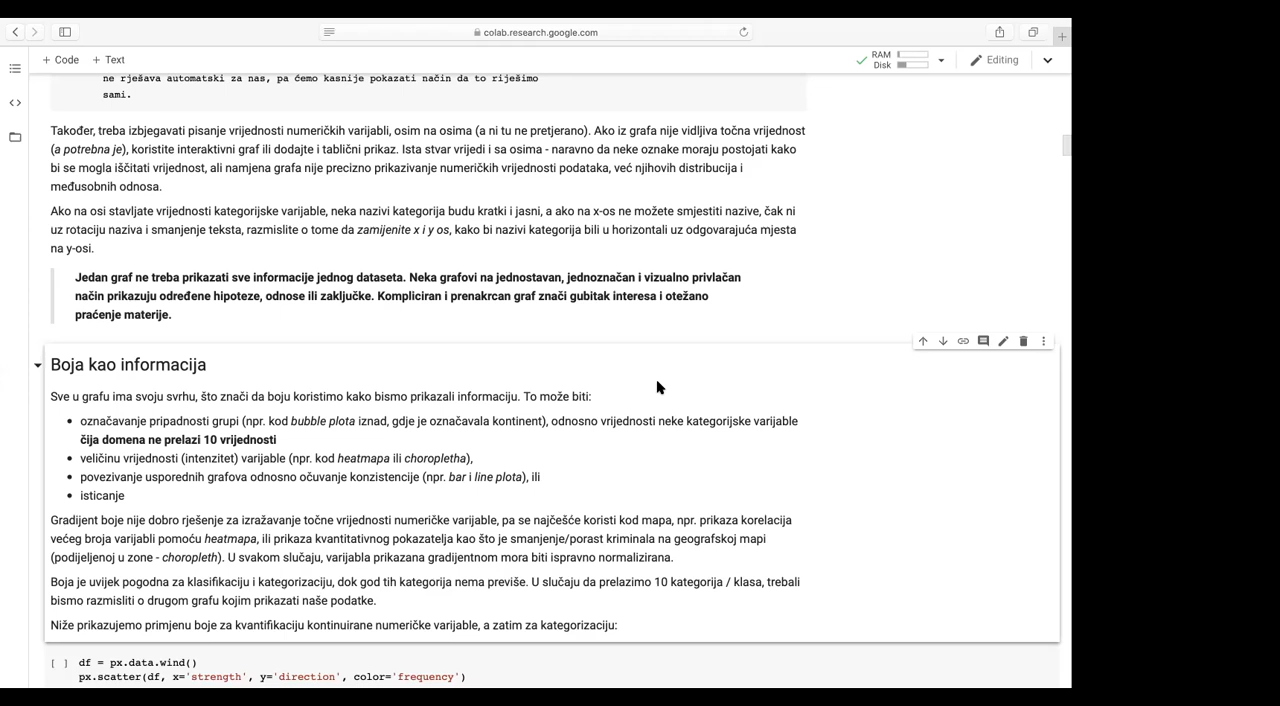 colab.research.google.com
+ Code + Text
RAM
Disk
Editing
ne rješava automatski za nas, pa ćemo kasnije pokazati način da to riješimo
sami.
Također, treba izbjegavati pisanje vrijednosti numeričkih varijabli, osim na osima (a ni tu ne pretjerano). Ako iz grafa nije vidljiva točna vrijednost
(a potrebna je), koristite interaktivni graf ili dodajte i tablični prikaz. Ista stvar vrijedi i sa osima - naravno da neke oznake moraju postojati kako
bi se mogla iščitati vrijednost, ali namjena grafa nije precizno prikazivanje numeričkih vrijednosti podataka, već njihovih distribucija i
međusobnih odnosa.
Ako na osi stavljate vrijednosti kategorijske varijable, neka nazivi kategorija budu kratki i jasni, a ako na x-os ne možete smjestiti nazive, čak ni
uz rotaciju naziva i smanjenje teksta, razmislite o tome da zamijenite x i y os, kako bi nazivi kategorija bili u horizontali uz odgovarajuća mjesta
na y-osi.
Jedan graf ne treba prikazati sve informacije jednog dataseta. Neka grafovi na jednostavan, jednoznačan i vizualno privlačan
način prikazuju određene hipoteze, odnose ili zaključke. Kompliciran i prenakrcan graf znači gubitak interesa i otežano
praćenje materije.
Boja kao informacija
Sve u grafu ima svoju svrhu, što znači da boju koristimo kako bismo prikazali informaciju. To može biti:
• označavanje pripadnosti grupi (npr. kod bubble plota iznad, gdje je označavala kontinent), odnosno vrijednosti neke kategorijske varijable
čija domena ne prelazi 10 vrijednosti
• veličinu vrijednosti (intenzitet) varijable (npr. kod heatmapa ili choropletha),
• povezivanje usporednih grafova odnosno očuvanje konzistencije (npr. bar i line plota), ili
• isticanje
Gradijent boje nije dobro rješenje za izražavanje točne vrijednosti numeričke varijable, pa se najčešće koristi kod mapa, npr. prikaza korelacija
većeg broja varijabli pomoću heatmapa, ili prikaza kvantitativnog pokazatelja kao što je smanjenje/porast kriminala na geografskoj mapi
(podijeljenoj u zone - choropleth). U svakom slučaju, varijabla prikazana gradijentnom mora biti ispravno normalizirana.
Boja je uvijek pogodna za klasifikaciju i kategorizaciju, dok god tih kategorija nema previše. U slučaju da prelazimo 10 kategorija / klasa, trebali
bismo razmisliti o drugom grafu kojim prikazati naše podatke.
Niže prikazujemo primjenu boje za kvantifikaciju kontinuirane numeričke varijable, a zatim za kategorizaciju:
[ ] df = px.data.wind()
px.scatter(df, x='strength', y='direction', color='frequency')